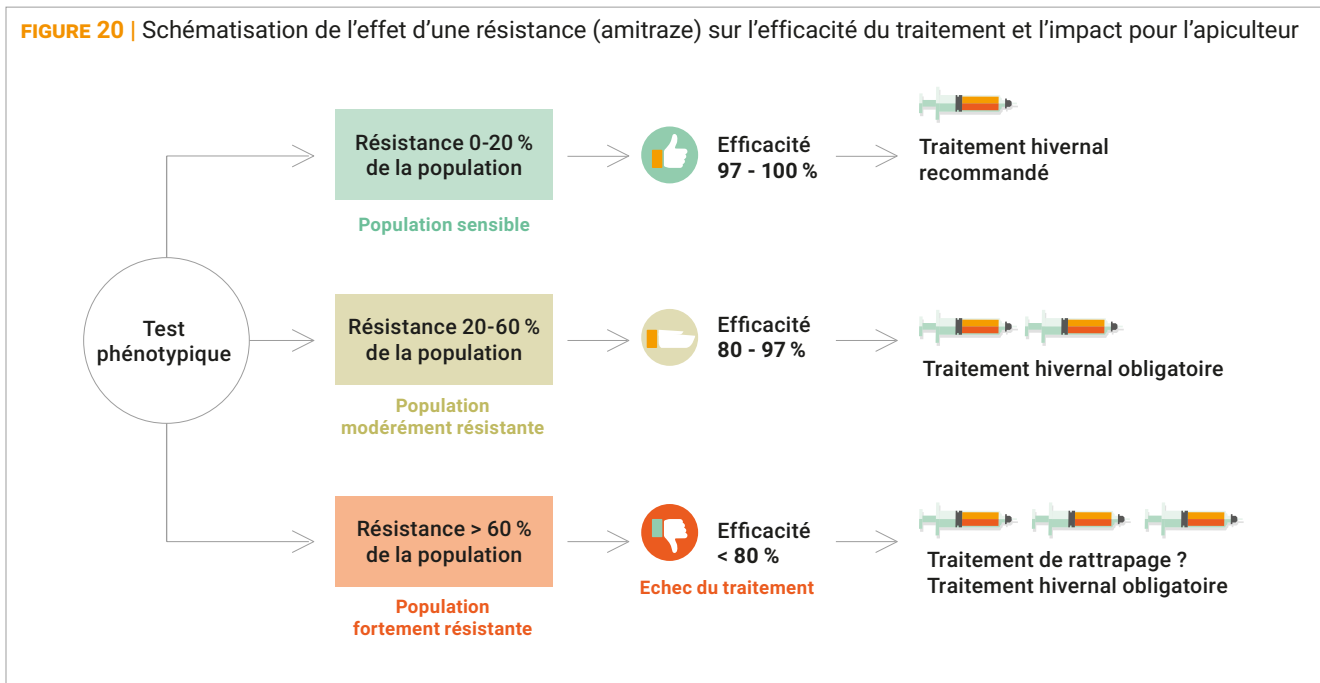 FIGURE 20 | Schématisation de l'effet d'une résistance (amitraze) sur l'efficacité du traitement et l'impact pour l'apiculteur
Test
phénotypique
Résistance 0-20 %
de la population
Population sensible
Efficacité
97 - 100 %
Traitement hivernal
recommandé
Résistance 20-60 %
de la population
Population
modérément résistante
Efficacité
80 - 97 %
Traitement hivernal obligatoire
Résistance > 60 %
de la population
Population
fortement résistante
Efficacité
< 80 %
Echec du traitement
Traitement de rattrapage ?
Traitement hivernal obligatoire